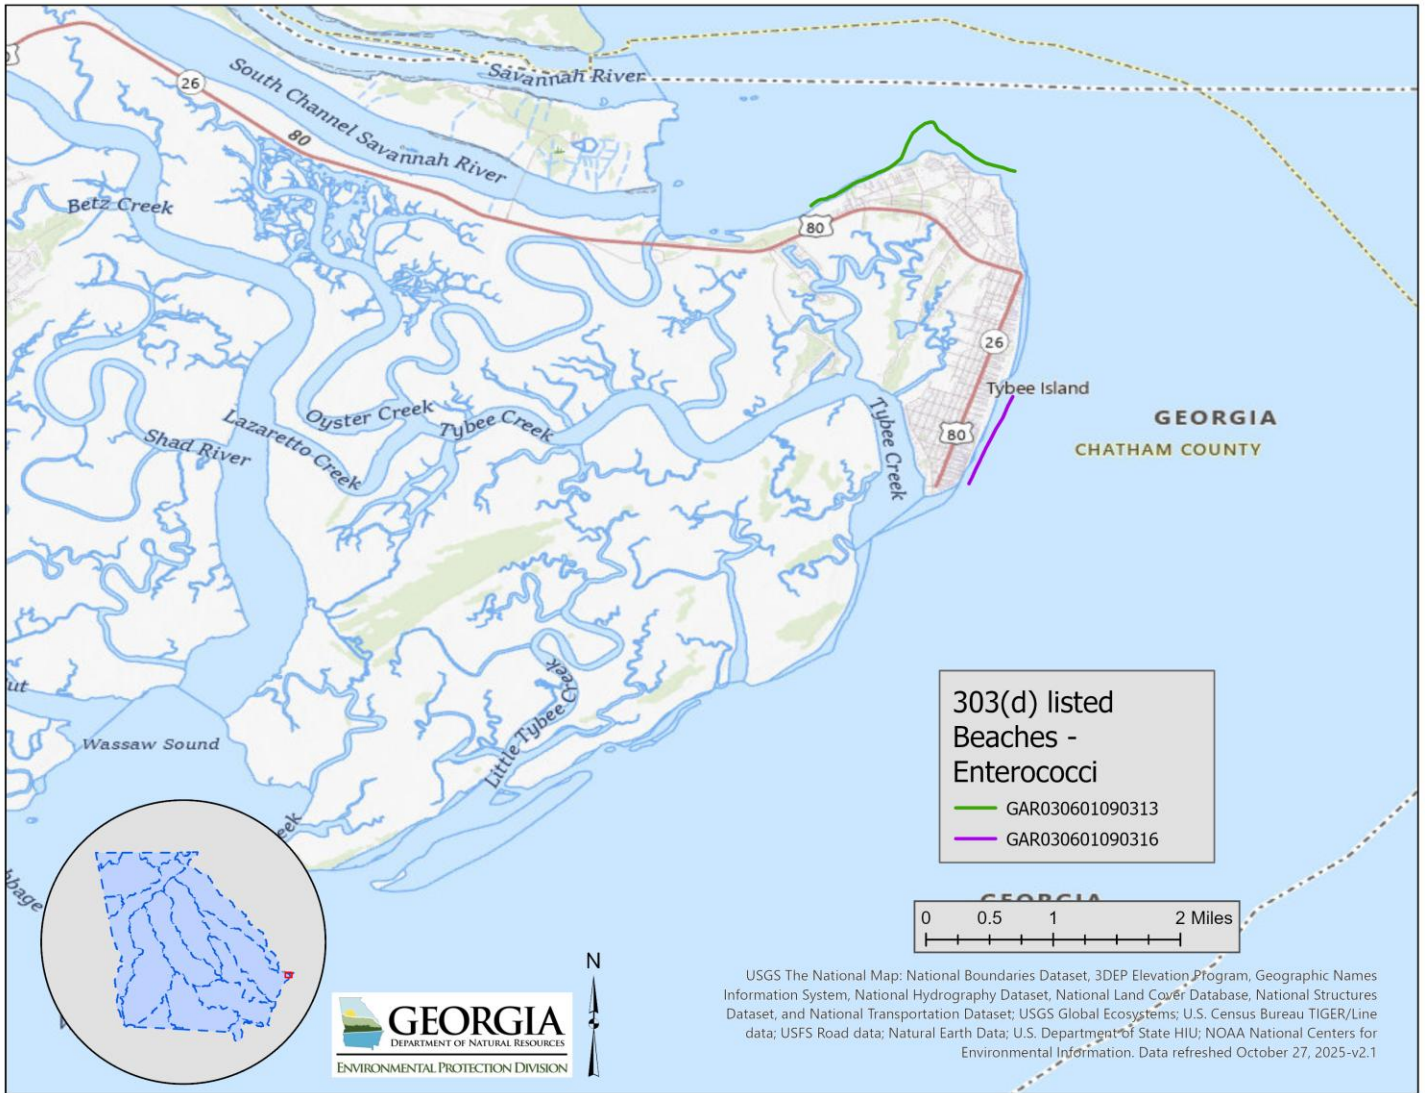 Savannah River
26
South Channel Savannah River
80
Betz Creek
80
26
Tybee Island
GEORGIA
CHATHAM COUNTY
Oyster Creek
Tybee Creek
Tybee Creek
80
Lazaretto Creek
Shad River
Little Tybee Creek
ut
Wassaw Sound
eek
bbage
303(d) listed
Beaches -
Enterococci
GAR030601090313
GAR030601090316
GEORGIA
0 0.5 1 2 Miles
N
GEORGIA
DEPARTMENT OF NATURAL RESOURCES
ENVIRONMENTAL PROTECTION DIVISION
USGS The National Map: National Boundaries Dataset, 3DEP Elevation Program, Geographic Names
Information System, National Hydrography Dataset, National Land Cover Database, National Structures
Dataset, and National Transportation Dataset; USGS Global Ecosystems; U.S. Census Bureau TIGER/Line
data; USFS Road data; Natural Earth Data; U.S. Department of State HIU; NOAA National Centers for
Environmental Information. Data refreshed October 27, 2025-v2.1